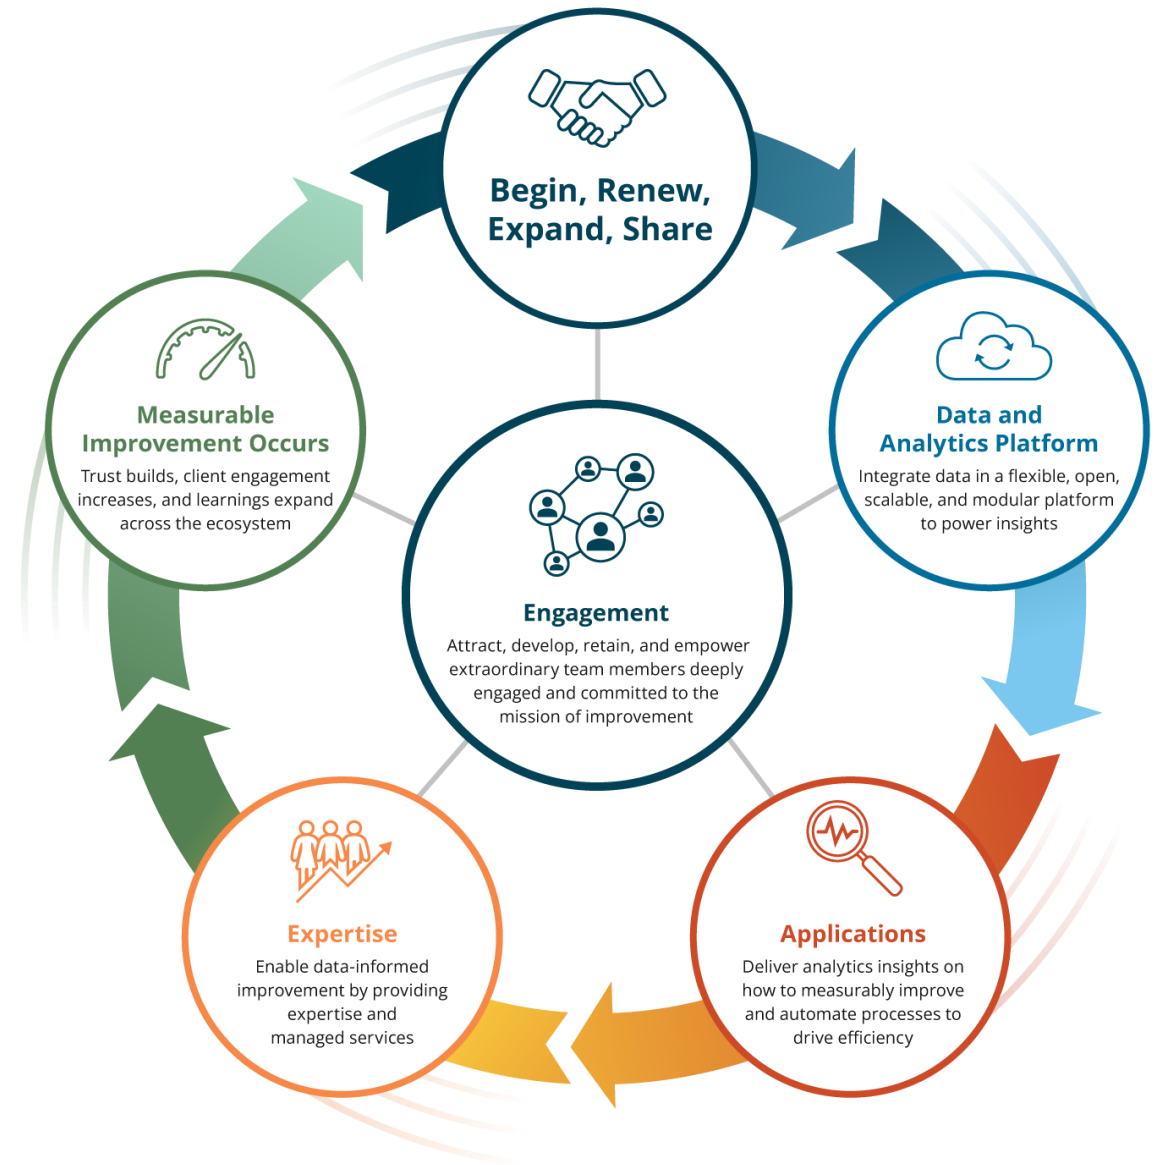 Begin, Renew,
Expand, Share
Data and
Analytics Platform
Integrate data in a flexible, open,
scalable, and modular platform
to power insights
Applications
Deliver analytics insights on
how to measurably improve
and automate processes to
drive efficiency
Expertise
Enable data-informed
improvement by providing
expertise and
managed services
Measurable
Improvement Occurs
Trust builds, client engagement
increases, and learnings expand
across the ecosystem
Engagement
Attract, develop, retain, and empower
extraordinary team members deeply
engaged and committed to the
mission of improvement